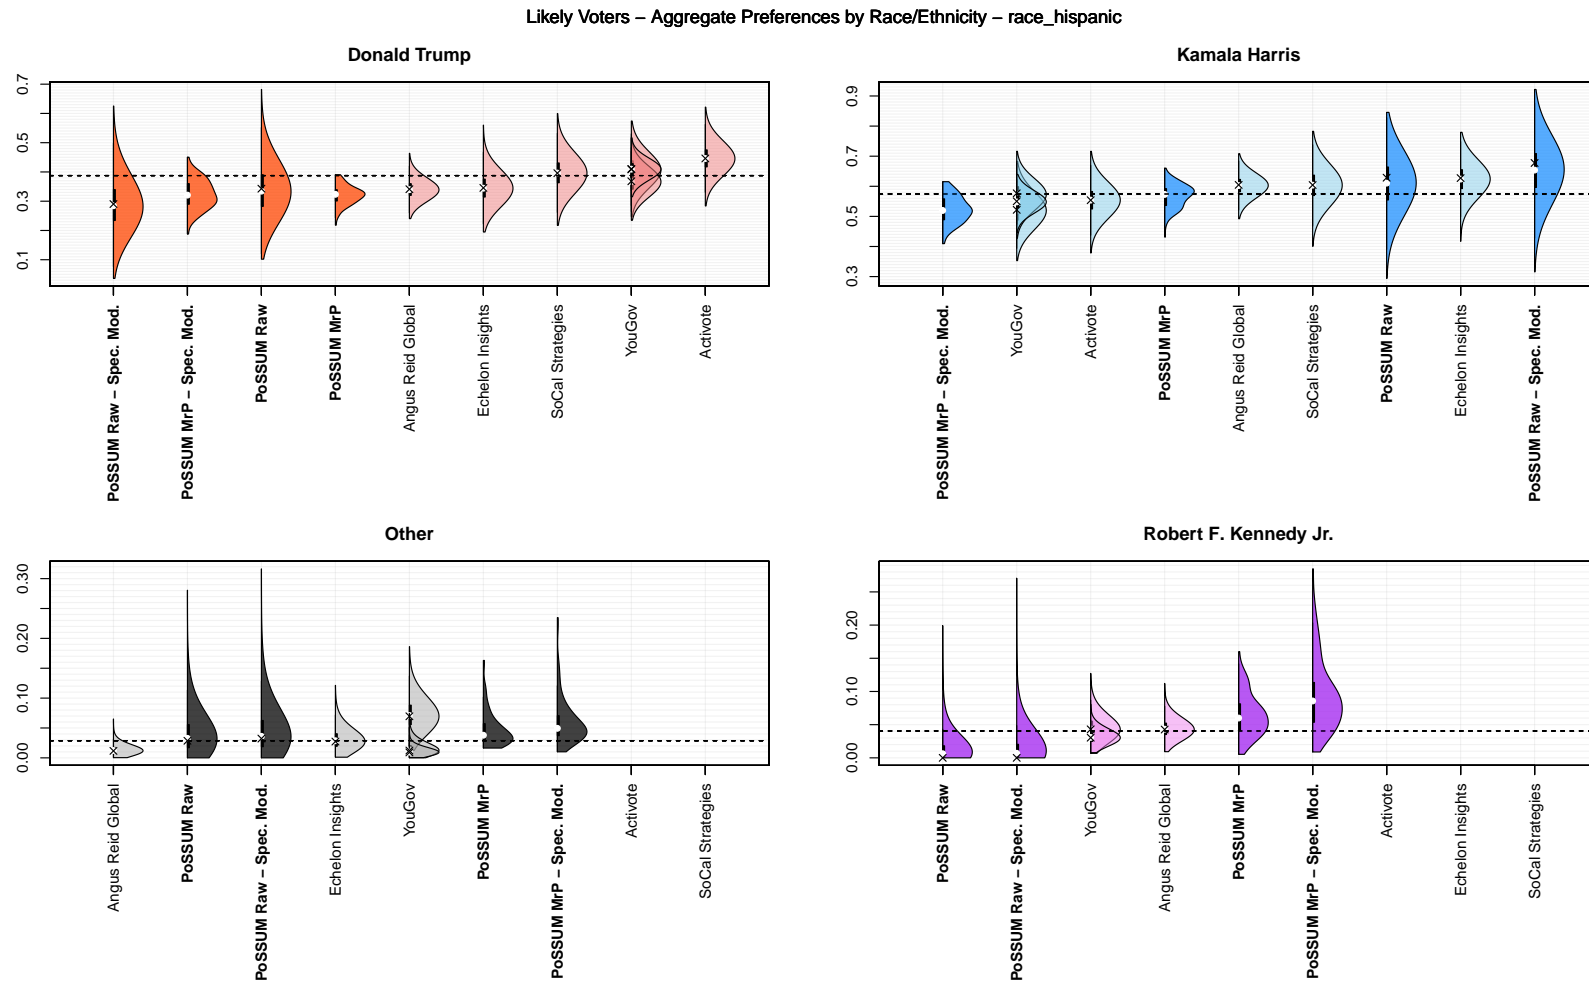 Likely Voters – Aggregate Preferences by Race/Ethnicity – race_hispanic
Donald Trump
0.7
0.5
0.3
0.1
PoSSUM Raw – Spec. Mod.
PoSSUM MrP – Spec. Mod.
PoSSUM Raw
PoSSUM MrP
Angus Reid Global
Echelon Insights
SoCal Strategies
YouGov
Activote
Kamala Harris
0.9
0.7
0.5
0.3
PoSSUM MrP – Spec. Mod.
YouGov
Activote
PoSSUM MrP
Angus Reid Global
SoCal Strategies
PoSSUM Raw
Echelon Insights
PoSSUM Raw – Spec. Mod.
Other
0.30
0.20
0.10
0.00
Angus Reid Global
PoSSUM Raw
PoSSUM Raw – Spec. Mod.
Echelon Insights
YouGov
PoSSUM MrP
PoSSUM MrP – Spec. Mod.
Activote
SoCal Strategies
Robert F. Kennedy Jr.
0.20
0.10
0.00
PoSSUM Raw
PoSSUM Raw – Spec. Mod.
YouGov
Angus Reid Global
PoSSUM MrP
PoSSUM MrP – Spec. Mod.
Activote
Echelon Insights
SoCal Strategies